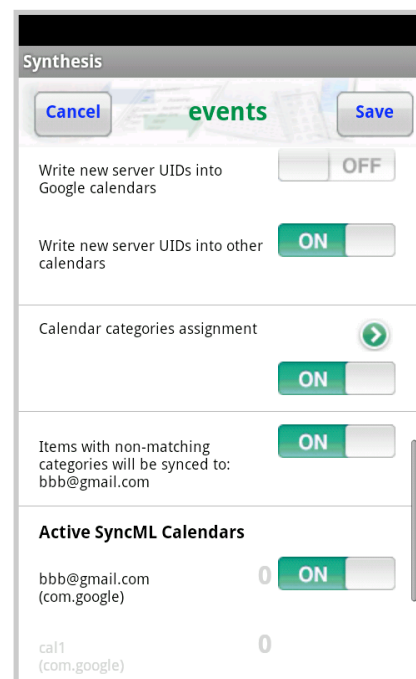 Synthesis
Cancel
events
Save
Write new server UIDs into
Google calendars
OFF
Write new server UIDs into other
calendars
ON
Calendar categories assignment
ON
Items with non-matching
categories will be synced to:
bbb@gmail.com
ON
Active SyncML Calendars
bbb@gmail.com
(com.google)
0
ON
cal1
(com.google)
0